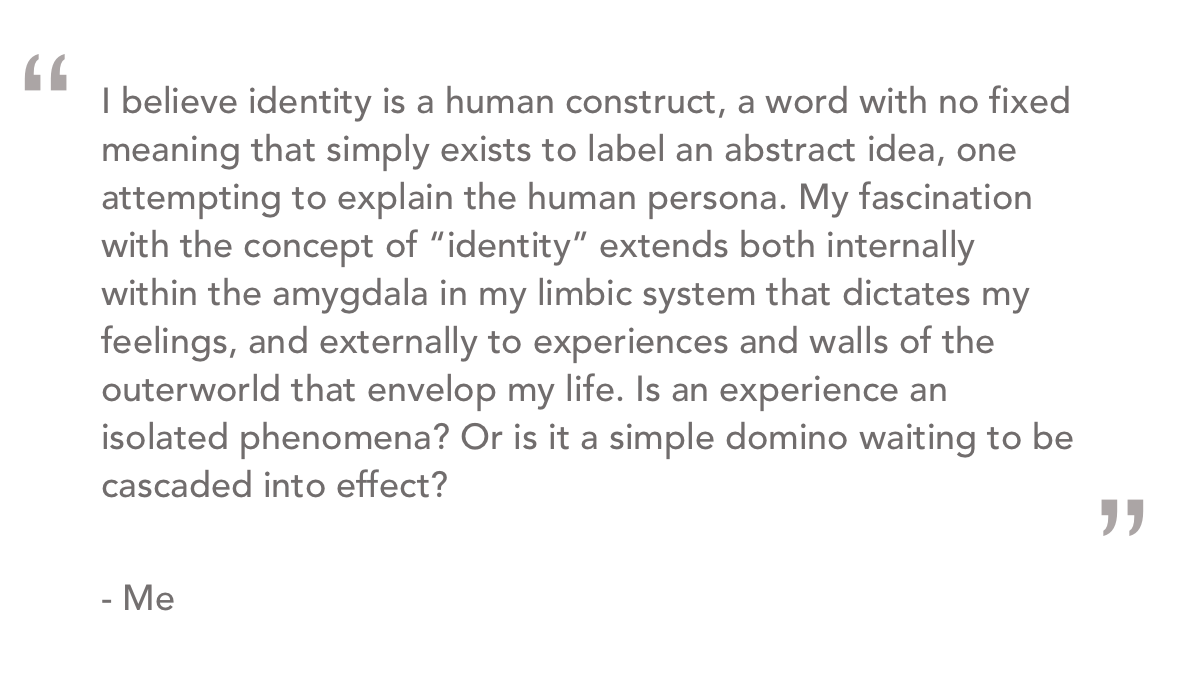 “
I believe identity is a human construct, a word with no fixed
meaning that simply exists to label an abstract idea, one
attempting to explain the human persona. My fascination
with the concept of “identity” extends both internally
within the amygdala in my limbic system that dictates my
feelings, and externally to experiences and walls of the
outerworld that envelop my life. Is an experience an
isolated phenomena? Or is it a simple domino waiting to be
cascaded into effect?
”
- Me